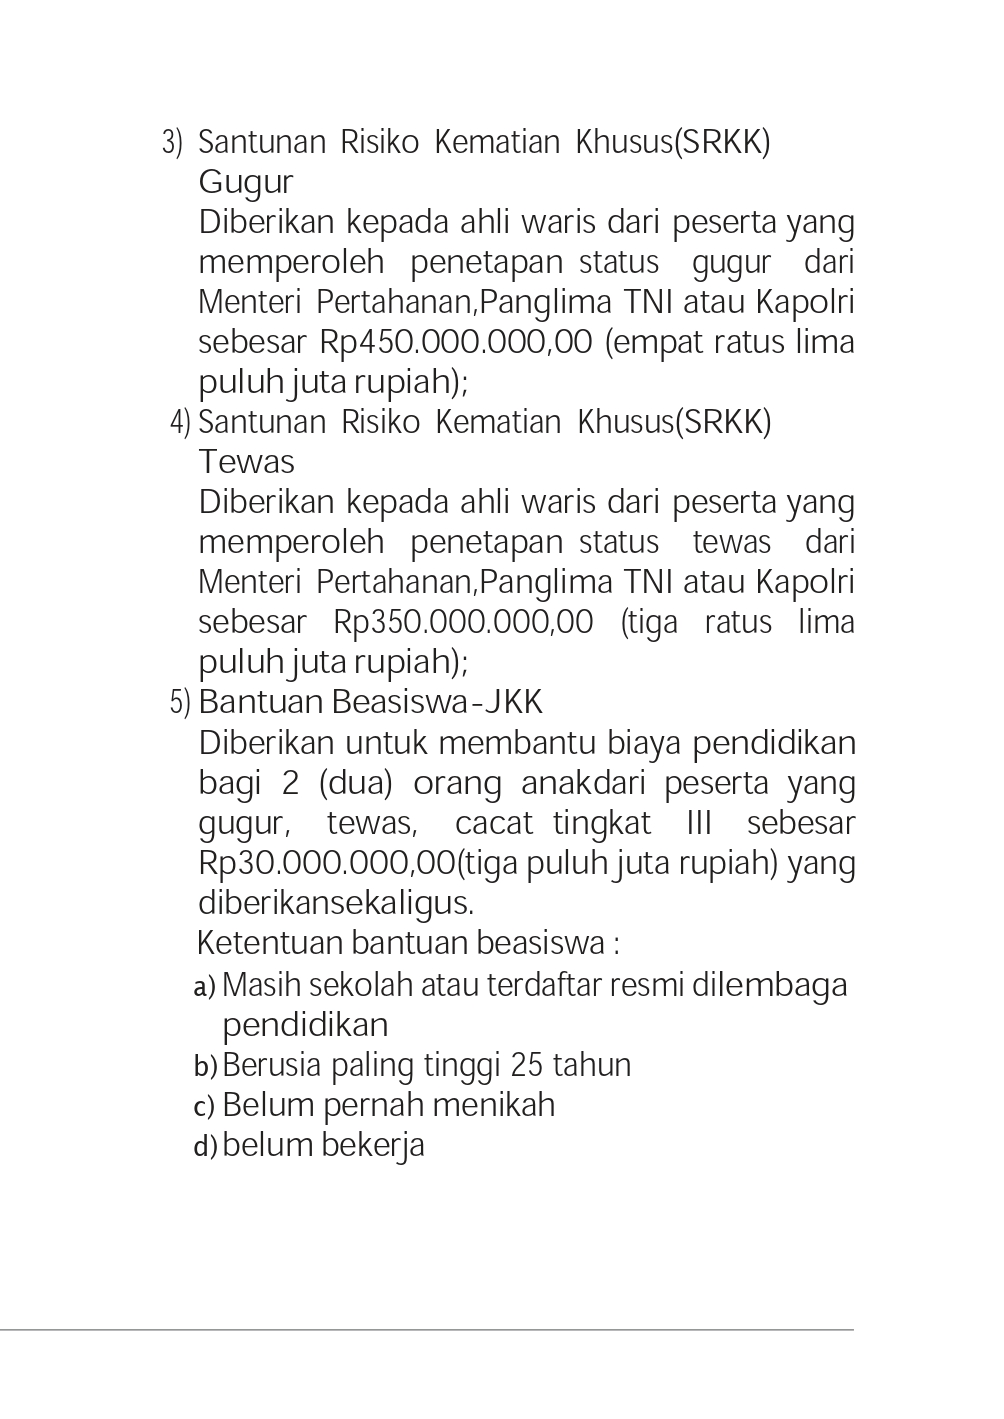 3) Santunan Risiko Kematian Khusus(SRKK)
Gugur
Diberikan kepada ahli waris dari peserta yang
memperoleh penetapan status gugur dari
Menteri Pertahanan,Panglima TNI atau Kapolri
sebesar Rp450.000.000,00 (empat ratus lima
puluh juta rupiah);
4) Santunan Risiko Kematian Khusus(SRKK)
Tewas
Diberikan kepada ahli waris dari peserta yang
memperoleh penetapan status tewas dari
Menteri Pertahanan,Panglima TNI atau Kapolri
sebesar Rp350.000.000,00 (tiga ratus lima
puluh juta rupiah);
5) Bantuan Beasiswa-JKK
Diberikan untuk membantu biaya pendidikan
bagi 2 (dua) orang anakdari peserta yang
gugur, tewas, cacat tingkat III sebesar
Rp30.000.000,00(tiga puluh juta rupiah) yang
diberikansekaligus.
Ketentuan bantuan beasiswa :
a) Masih sekolah atau terdaftar resmi dilembaga
pendidikan
b) Berusia paling tinggi 25 tahun
c) Belum pernah menikah
d) belum bekerja